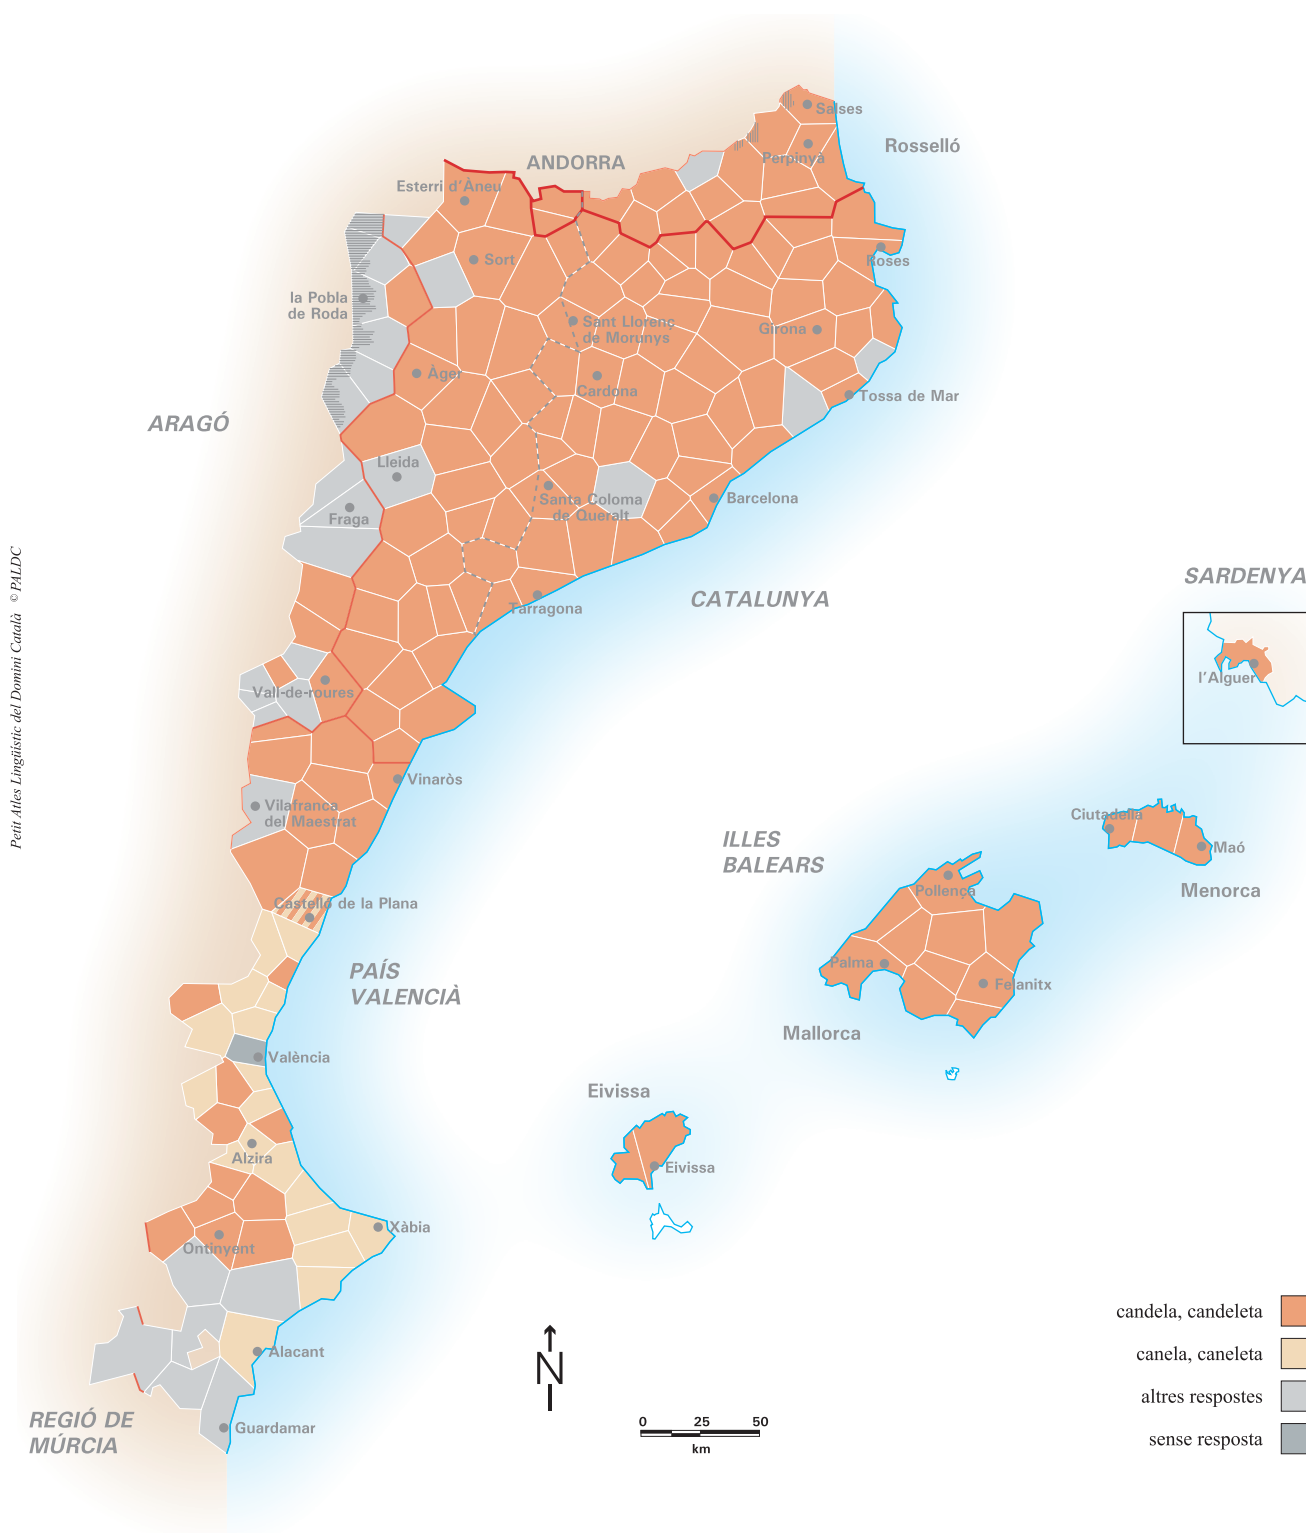 Salses
Rosselló
Perpinyà
ANDORRA
Esterri d'Àneu
Sort
Roses
la Pobla
de Roda
Sant Llorenç
de Morunys
Girona
Àger
Cardona
Tossa de Mar
ARAGÓ
Lleida
Santa Coloma
de Queralt
Barcelona
Fraga
Petit Atles Lingüístic del Domini Català © PALDC
SARDENYA
CATALUNYA
Tarragona
l'Alguer
Vall-de-roures
Vinaròs
Vilafranca
del Maestrat
Ciutadella
ILLES
BALEARS
Maó
Menorca
Pollença
Castelló de la Plana
PAÍS
VALENCIÀ
Palma
Felanitx
Mallorca
València
Eivissa
Alzira
Eivissa
Xàbia
Ontinyent
candela, candeleta
canela, caneleta
Alacant
N
altres respostes
REGIÓ DE
MÚRCIA
Guardamar
0 25 50
km
sense resposta